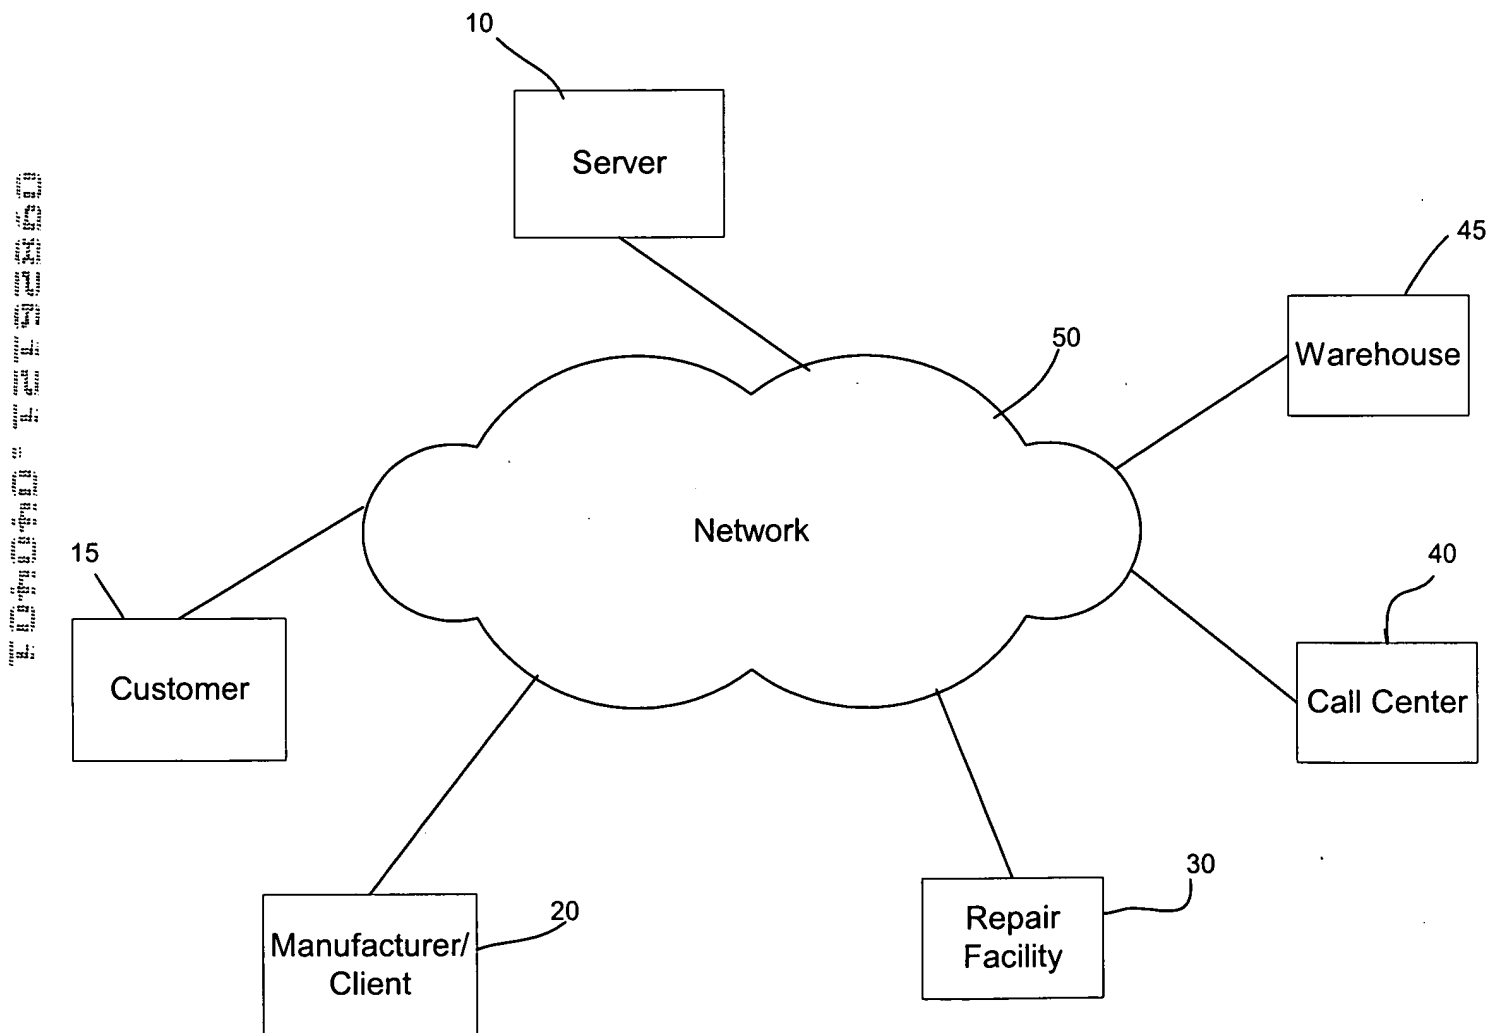 10
Server
45
Warehouse
50
Network
15
Customer
40
Call Center
Manufacturer/
Client
20
Repair
Facility
30